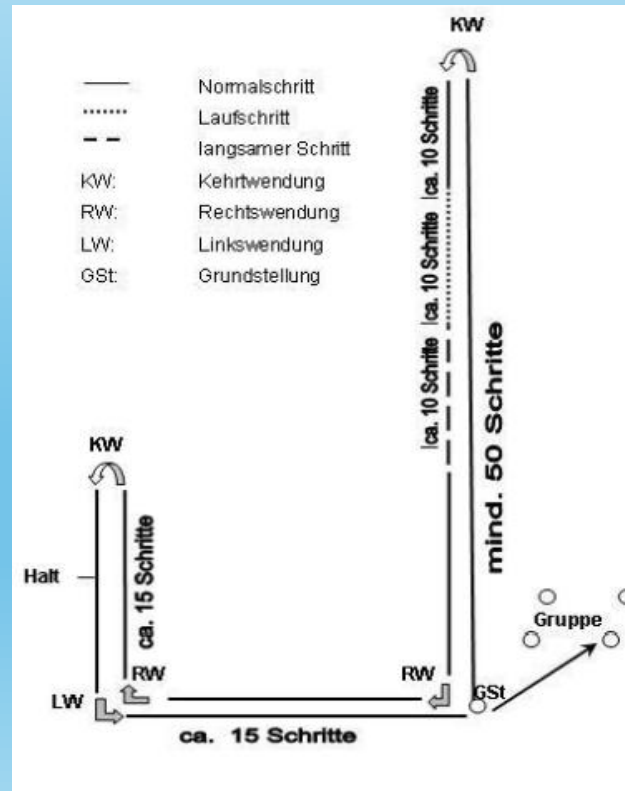 KW
Normalschritt
Laufschritt
langsamer Schritt
KW: Kehrtwendung
RW: Rechtswendung
LW: Linkswendung
GSt: Grundstellung
ca. 10 Schritte
ca. 10 Schritte
ca. 10 Schritte
mind. 50 Schritte
KW
Halt
ca. 15 Schritte
Gruppe
RW
RW
GSt
LW
ca. 15 Schritte